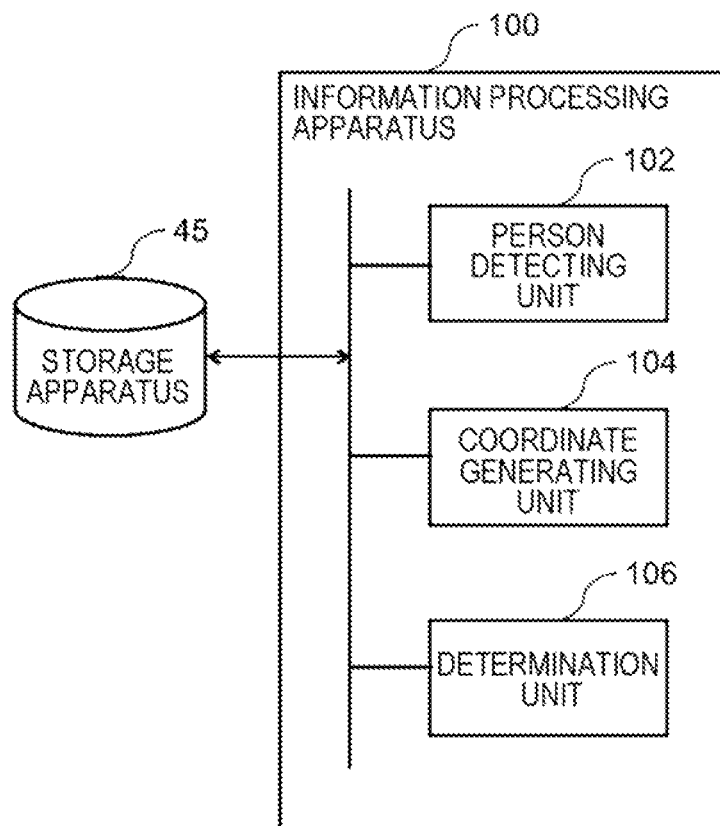 100
INFORMATION PROCESSING
APPARATUS
102
PERSON
DETECTING
UNIT
45
STORAGE
APPARATUS
104
COORDINATE
GENERATING
UNIT
106
DETERMINATION
UNIT